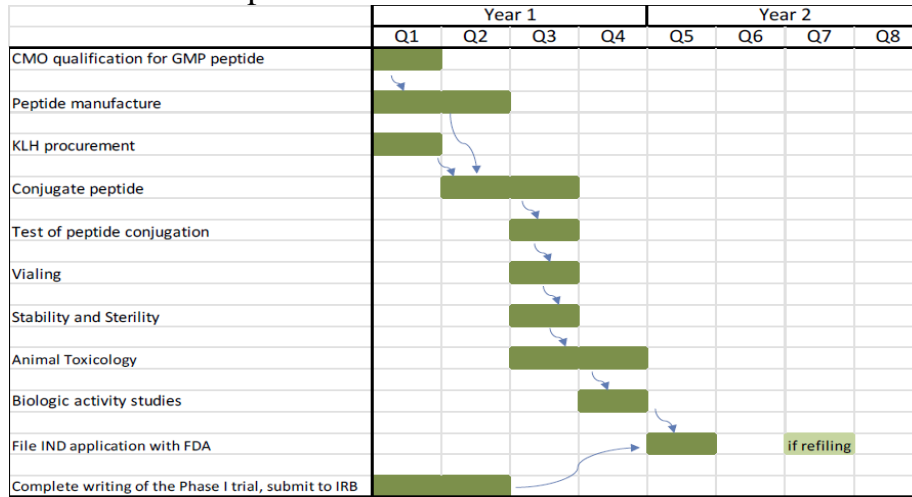 Year 1 Year 2
Q1 Q2 Q3 Q4 Q5 Q6 Q7 Q8
CMO qualification for GMP peptide
Peptide manufacture
KLH procurement
Conjugate peptide
Test of peptide conjugation
Vialing
Stability and Sterility
Animal Toxicology
Biologic activity studies
File IND application with FDA if refiling
Complete writing of the Phase I trial, submit to IRB